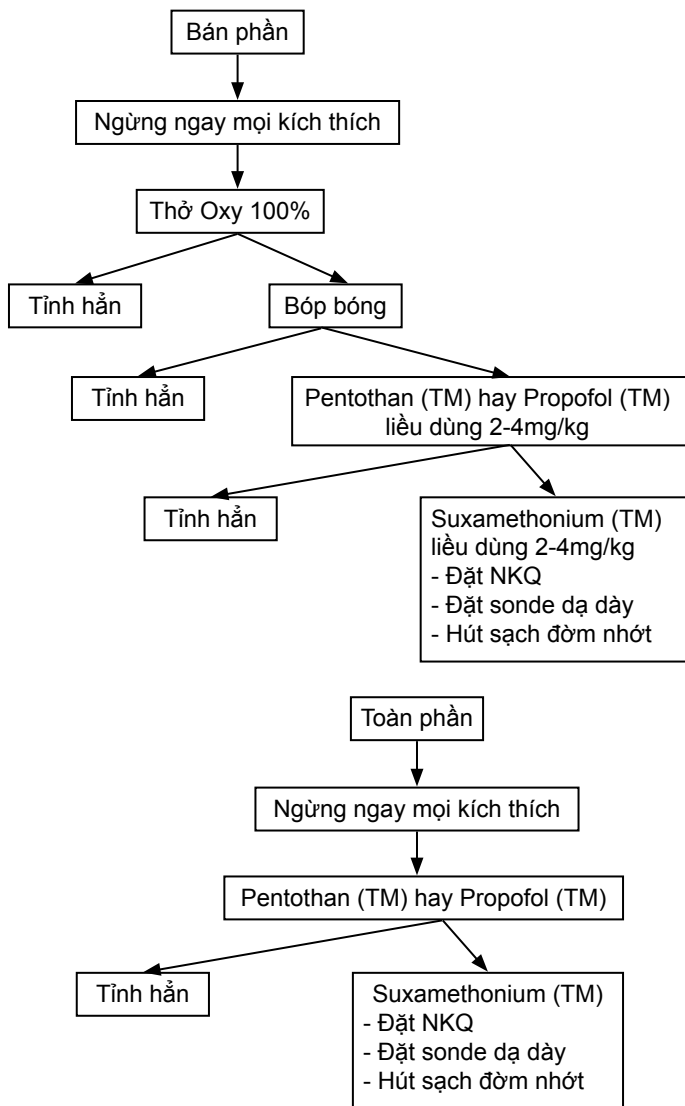 Bán phần
Ngừng ngay mọi kích thích
Thở Oxy 100%
Tỉnh hẳn
Bóp bóng
Tỉnh hẳn
Pentothan (TM) hay Propofol (TM)
liều dùng 2-4mg/kg
Tỉnh hẳn
Suxamethonium (TM)
liều dùng 2-4mg/kg
- Đặt NKQ
- Đặt sonde dạ dày
- Hút sạch đờm nhớt
Toàn phần
Ngừng ngay mọi kích thích
Pentothan (TM) hay Propofol (TM)
Tỉnh hẳn
Suxamethonium (TM)
- Đặt NKQ
- Đặt sonde dạ dày
- Hút sạch đờm nhớt